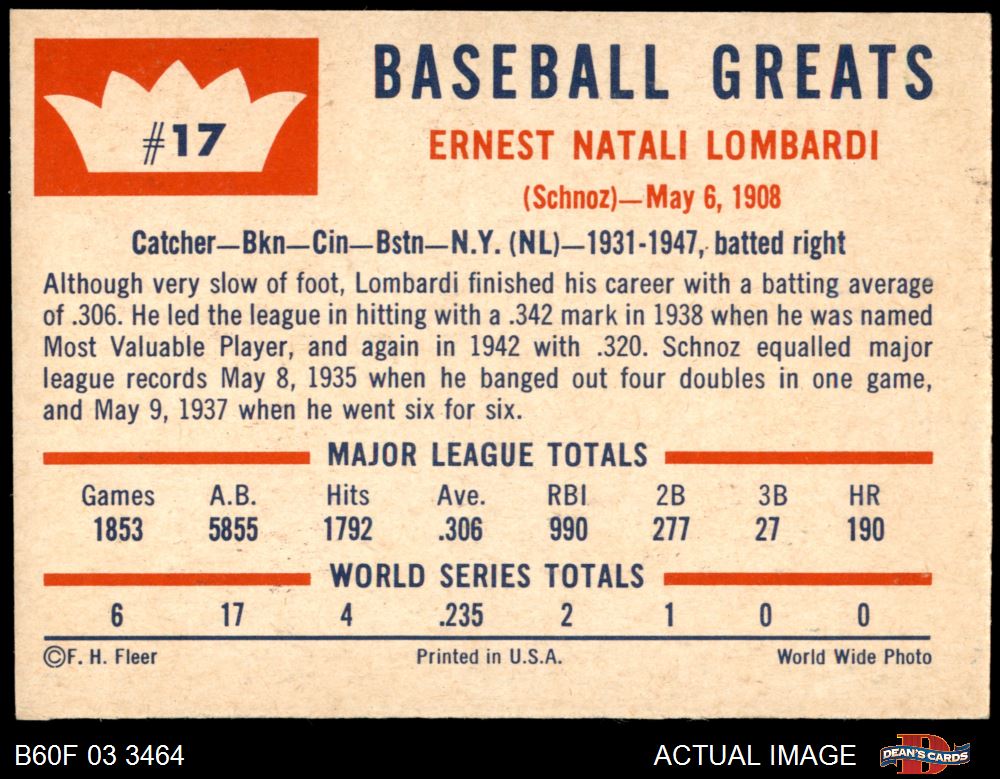 BASEBALL GREATS
#17
ERNEST NATALI LOMBARDI
(Schnoz)—May 6, 1908
Catcher—Bkn—Cin—Bstn—N.Y. (NL)—1931-1947, batted right
Although very slow of foot, Lombardi finished his career with a batting average
of .306. He led the league in hitting with a .342 mark in 1938 when he was named
Most Valuable Player, and again in 1942 with .320. Schnoz equalled major
league records May 8, 1935 when he banged out four doubles in one game,
and May 9, 1937 when he went six for six.
MAJOR LEAGUE TOTALS
Games A.B. Hits Ave. RBI 2B 3B HR
1853 5855 1792 .306 990 277 27 190
WORLD SERIES TOTALS
6 17 4 .235 2 1 0 0
©F. H. Fleer Printed in U.S.A. World Wide Photo
B60F 03 3464 ACTUAL IMAGE DEAN'S CARDS